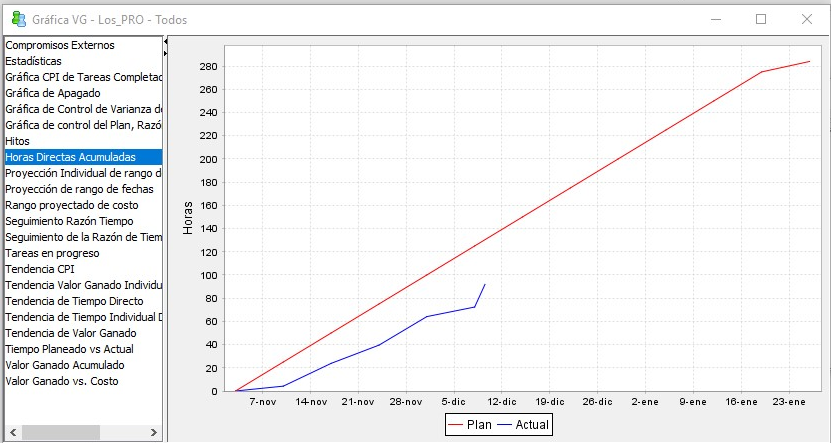 Gráfica VG - Los_PRO - Todos
Compromisos Externos
Estadísticas
Gráfica CPI de Tareas Completac
Gráfica de Apagado
Gráfica de Control de Varianza de
Gráfica de control del Plan, Razó
Hitos
Horas Directas Acumuladas
Proyección Individual de rango d
Proyección de rango de fechas
Rango proyectado de costo
Seguimiento Razón Tiempo
Seguimiento de la Razón de Tiem
Tareas en progreso
Tendencia CPI
Tendencia Valor Ganado Individu
Tendencia de Tiempo Directo
Tendencia de Tiempo Individual D
Tendencia de Valor Ganado
Tiempo Planeado vs Actual
Valor Ganado Acumulado
Valor Ganado vs. Costo
Horas
280
260
240
220
200
180
160
140
120
100
80
60
40
20
0
7-nov 14-nov 21-nov 28-nov 5-dic 12-dic 19-dic 26-dic 2-ene 9-ene 16-ene 23-ene
Plan Actual